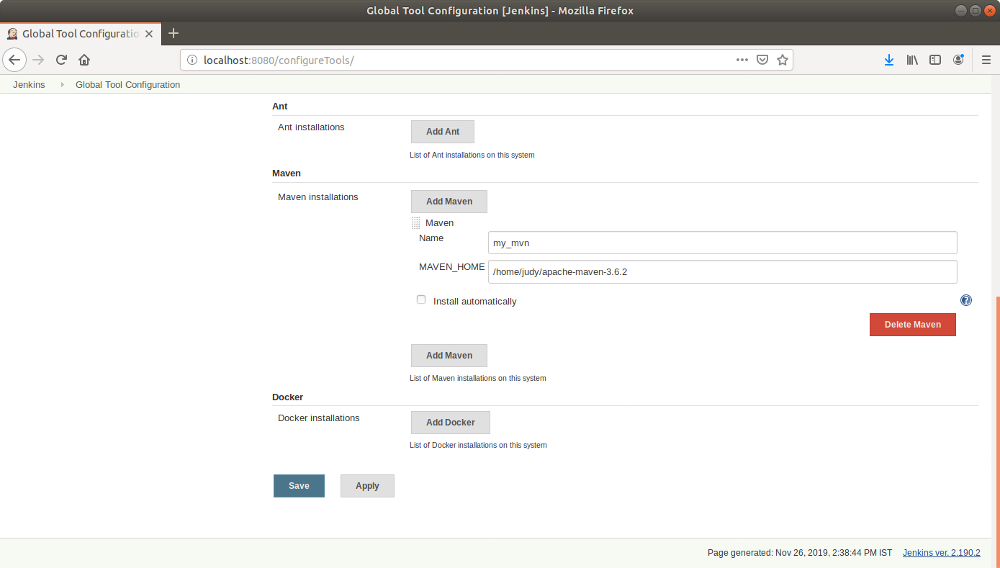 Global Tool Configuration [Jenkins] - Mozilla Firefox
Global Tool Configuratio
localhost:8080/configureTools/
Jenkins Global Tool Configuration
Ant
Ant installations Add Ant
List of Ant installations on this system
Maven
Maven installations Add Maven
Maven
Name my_mvn
MAVEN_HOME /home/judy/apache-maven-3.6.2
Install automatically ?
Delete Maven
Add Maven
List of Maven installations on this system
Docker
Docker installations Add Docker
List of Docker installations on this system
Save Apply
Page generated: Nov 26, 2019, 2:38:44 PM IST Jenkins ver. 2.190.2